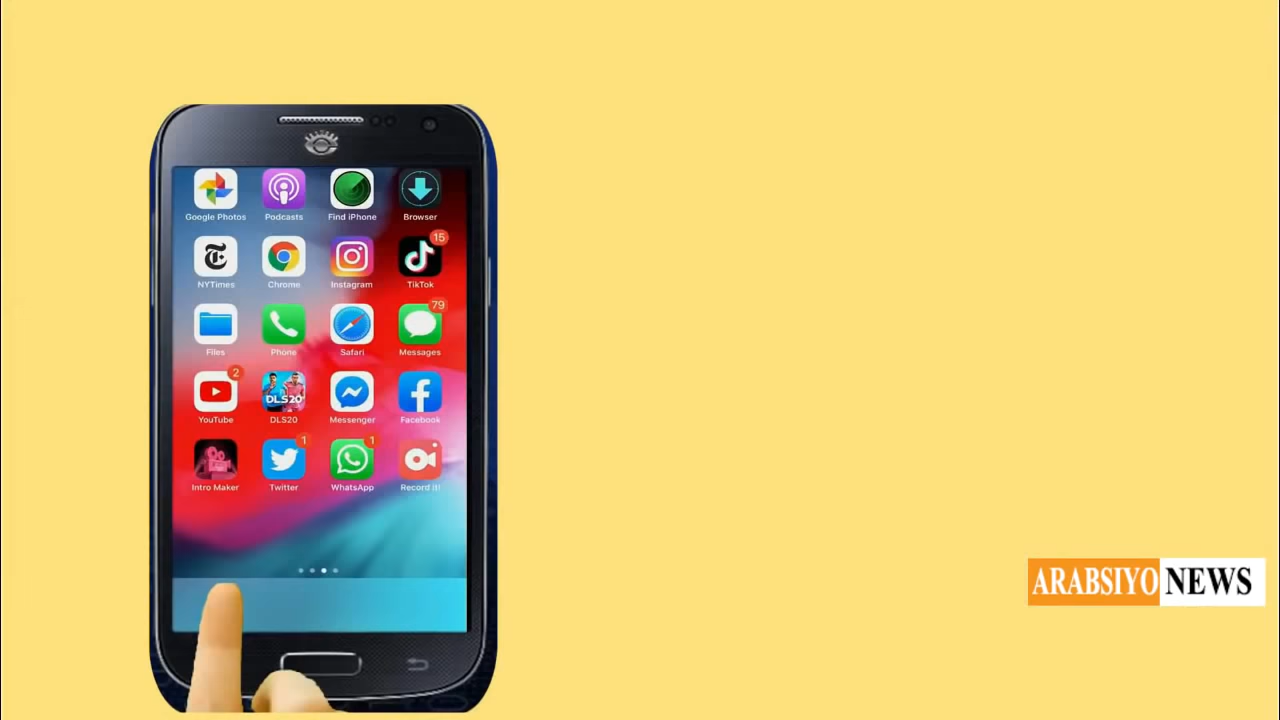 Google Photos Podcasts Find iPhone Browser
15
NYTimes Chrome Instagram TikTok
79
Files Phone Safari Messages
2
DLS20
YouTube DLS20 Messenger Facebook
1 1
Intro Maker Twitter WhatsApp Record it!
ARABSIYO NEWS